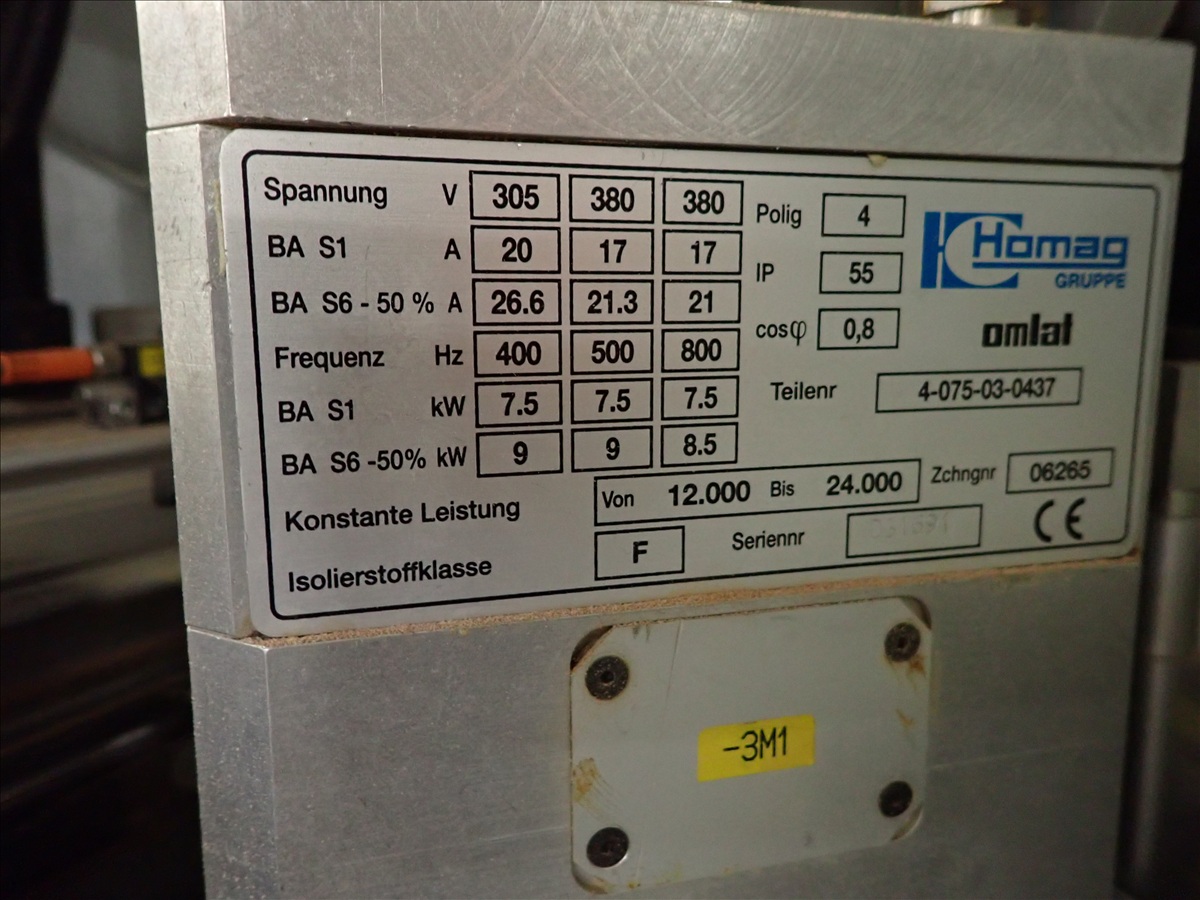 Spannung V 305 380 380
BA S1 A 20 17 17
BA S6 - 50 % A 26.6 21.3 21
Frequenz Hz 400 500 800
BA S1 kW 7.5 7.5 7.5
BA S6 -50% kW 9 9 8.5
Konstante Leistung Von 12.000 Bis 24.000
Isolierstoffklasse F
Polig 4
IP 55
cosφ 0,8
Homag
GRUPPE
omlat
Teilenr 4-075-03-0437
Zchngnr 06265
Seriennr
CE
-3M1